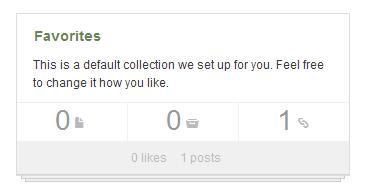 Favorites
This is a default collection we set up for you. Feel free
to change it how you like.
0 0 1
0 likes 1 posts